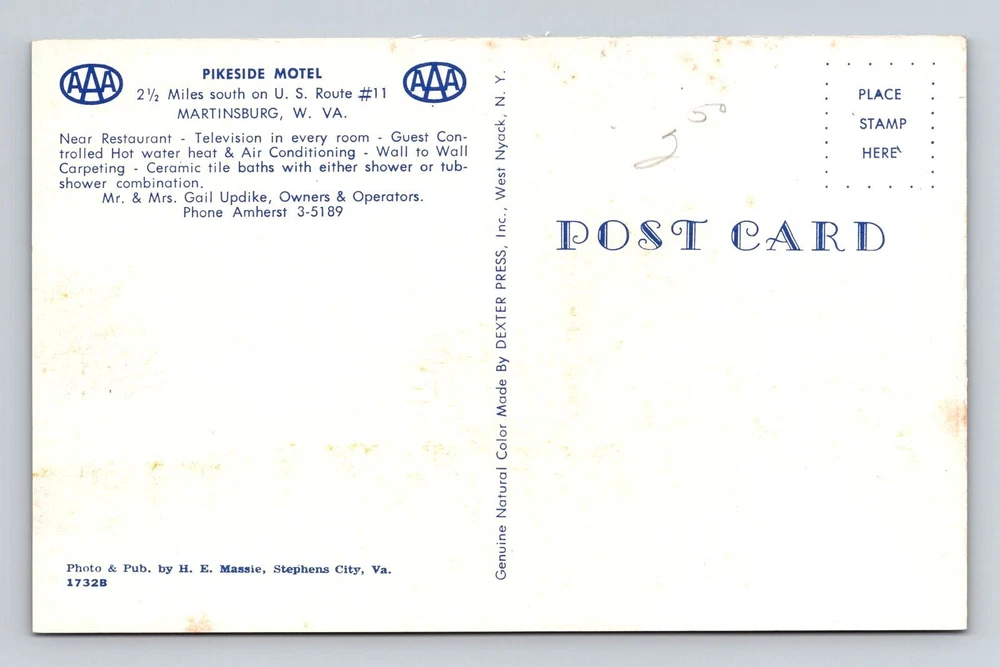 AAA
PIKESIDE MOTEL
2½ Miles south on U. S. Route #11
MARTINSBURG, W. VA.
AAA
Near Restaurant - Television in every room - Guest Con-
trolled Hot water heat & Air Conditioning - Wall to Wall
Carpeting - Ceramic tile baths with either shower or tub-
shower combination.
Mr. & Mrs. Gail Updike, Owners & Operators.
Phone Amherst 3-5189
Photo & Pub. by H. E. Massie, Stephens City, Va.
1732B
Genuine Natural Color Made By DEXTER PRESS, Inc., West Nyack, N. Y.
PLACE
STAMP
HERE
POST CARD